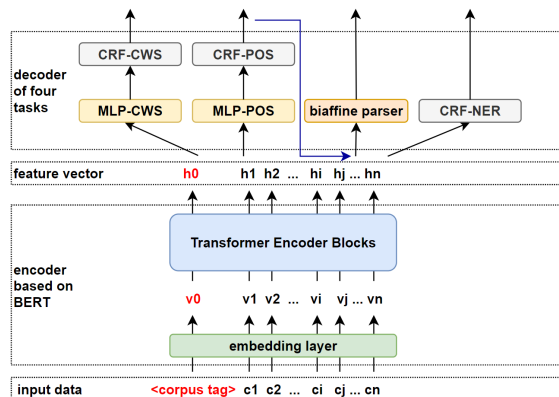 CRF-CWS CRF-POS
decoder
of four
tasks
MLP-CWS MLP-POS biaffine parser CRF-NER
feature vector h0 h1 h2 ... hi hj ... hn
Transformer Encoder Blocks
encoder
based on
BERT
v0 v1 v2 ... vi vj ... vn
embedding layer
input data <corpus tag> c1 c2 ... ci cj ... cn